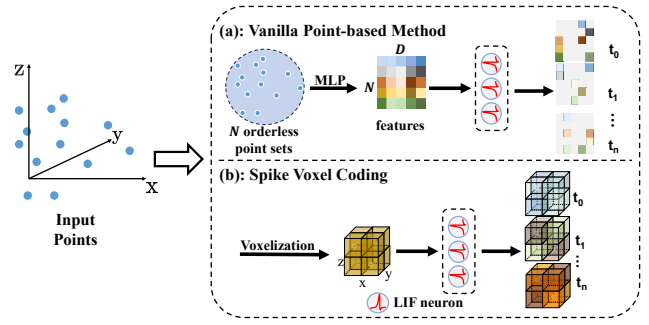 (a): Vanilla Point-based Method
D
MLP
N
N orderless
point sets
features
t0
t1
...
tn
z
y
x
Input
Points
(b): Spike Voxel Coding
Voxelization
z
x
y
LIF neuron
t0
t1
...
tn